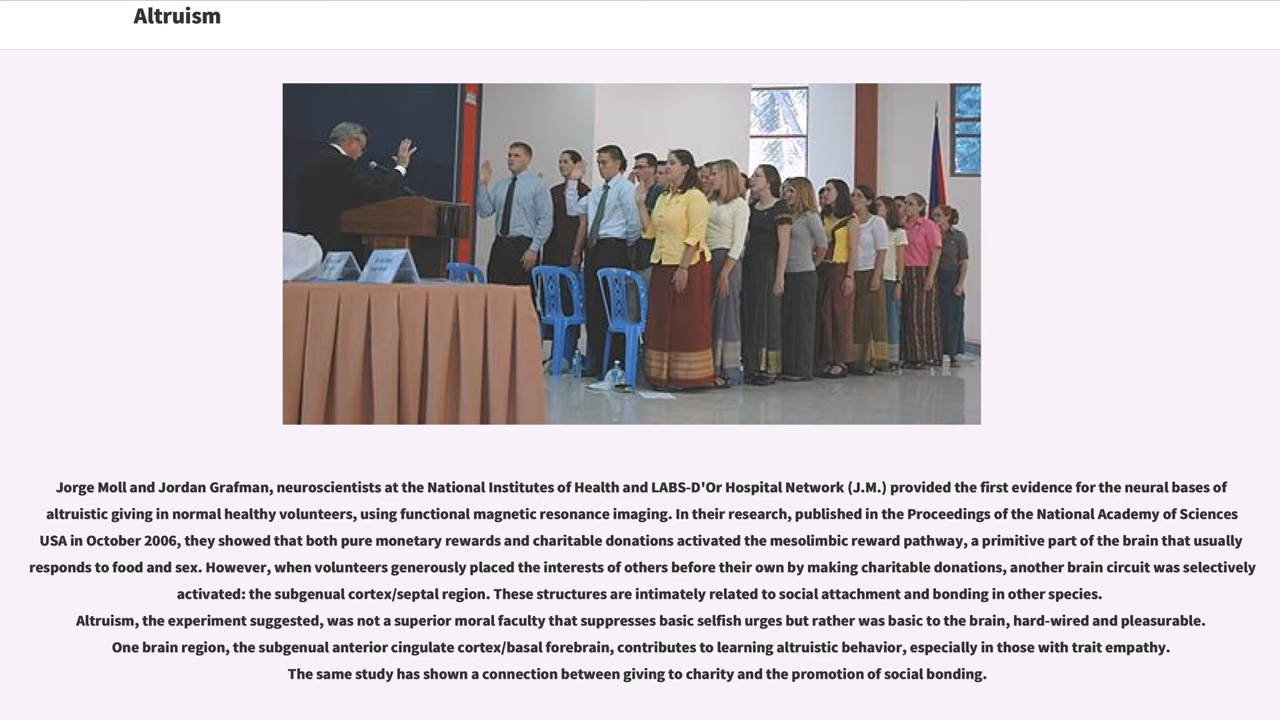 Altruism
Jorge Moll and Jordan Grafman, neuroscientists at the National Institutes of Health and LABS-D'Or Hospital Network (J.M.) provided the first evidence for the neural bases of
altruistic giving in normal healthy volunteers, using functional magnetic resonance imaging. In their research, published in the Proceedings of the National Academy of Sciences
USA in October 2006, they showed that both pure monetary rewards and charitable donations activated the mesolimbic reward pathway, a primitive part of the brain that usually
responds to food and sex. However, when volunteers generously placed the interests of others before their own by making charitable donations, another brain circuit was selectively
activated: the subgenual cortex/septal region. These structures are intimately related to social attachment and bonding in other species.
Altruism, the experiment suggested, was not a superior moral faculty that suppresses basic selfish urges but rather was basic to the brain, hard-wired and pleasurable.
One brain region, the subgenual anterior cingulate cortex/basal forebrain, contributes to learning altruistic behavior, especially in those with trait empathy.
The same study has shown a connection between giving to charity and the promotion of social bonding.